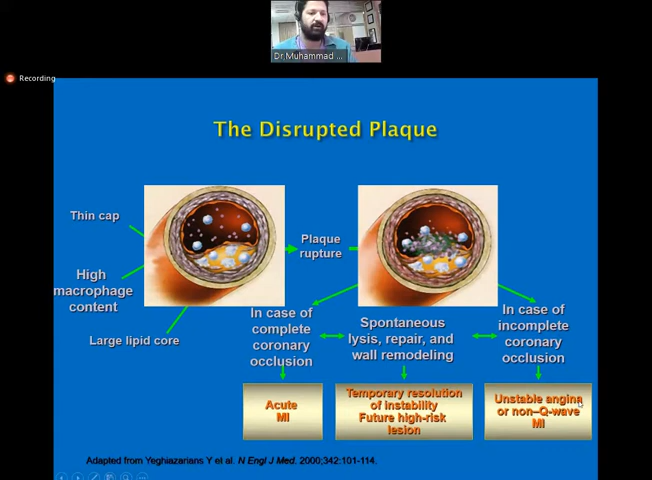 Dr.Muhammad ...
Recording
The Disrupted Plaque
Thin cap
High
macrophage
content
Large lipid core
Plaque
rupture
In case of
complete
coronary
occlusion
Spontaneous
lysis, repair, and
wall remodeling
In case of
incomplete
coronary
occlusion
Acute
MI
Temporary resolution
of instability
Future high-risk
lesion
Unstable angina
or non–Q-wave
MI
Adapted from Yeghiazarians Y et al. N Engl J Med. 2000;342:101-114.